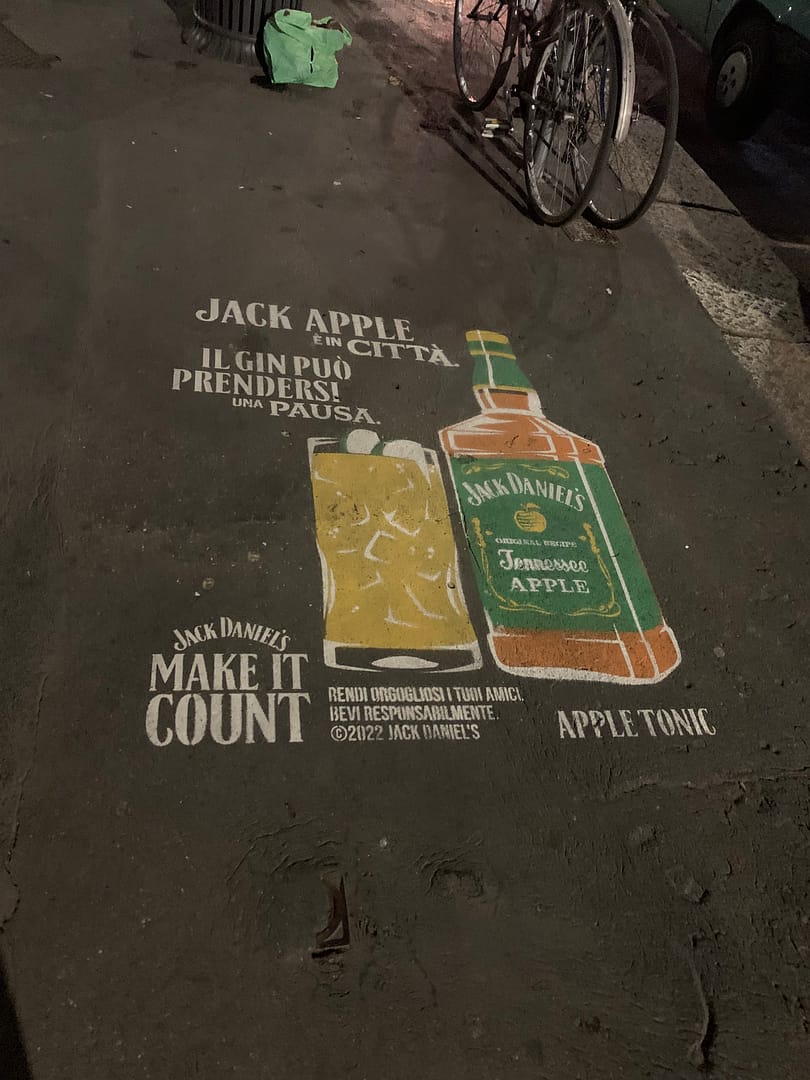 JACK APPLE
È IN CITTÀ.
IL GIN PUÒ
PRENDERSI
UNA PAUSA.
JACK DANIEL'S
ORIGINAL RECIPE
Tennessee
APPLE
JACK DANIEL'S
MAKE IT
COUNT
RENDI ORGOGLIOSI I TUOI AMICI.
BEVI RESPONSABILMENTE.
©2022 JACK DANIEL'S
APPLE TONIC